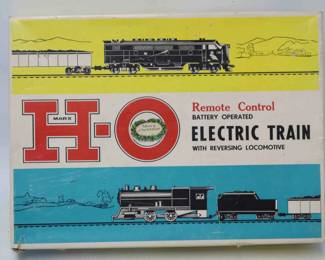 H-O
MARX
Remote Control
BATTERY OPERATED
ELECTRIC TRAIN
WITH REVERSING LOCOMOTIVE